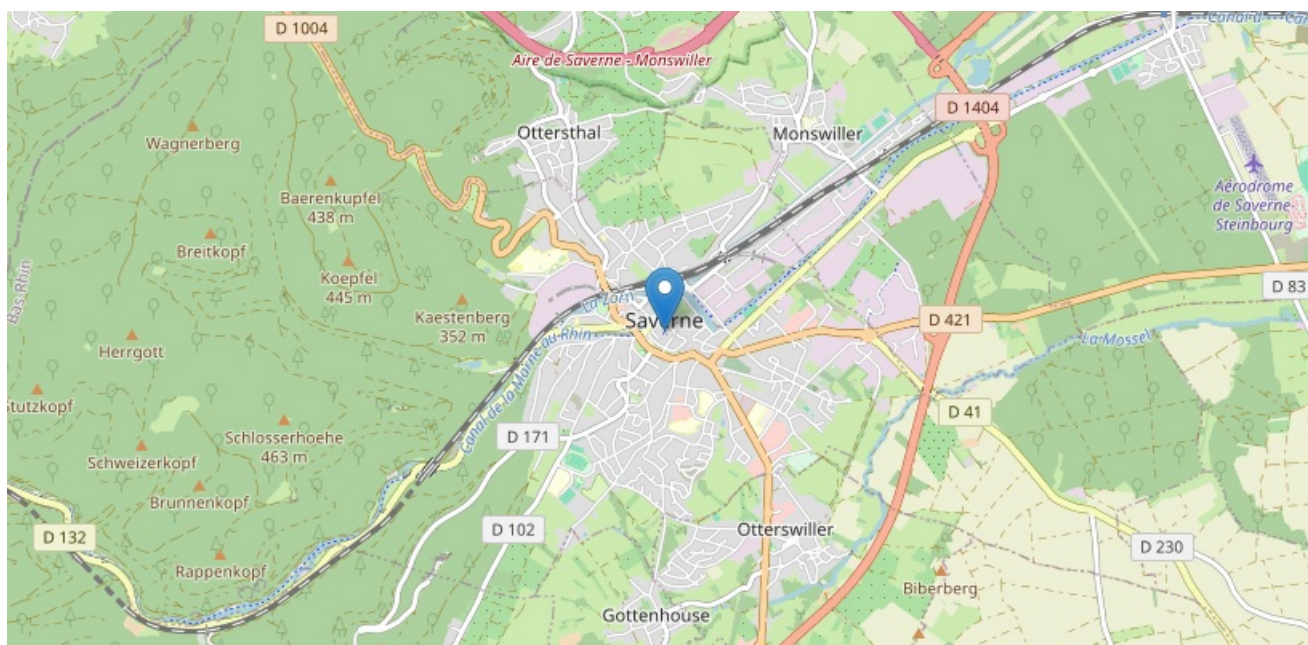 D 1004
Canal d
Aire de Saverne - Monswiller
D 1404
Wagnerberg
Ottersthal
Monswiller
Aérodrome
de Saverne
Steinbourg
Baerenkupfel
438 m
Breitkopf
Koepfel
445 m
Bas-Rhin
D 83
La Zorn
Kaestenberg
352 m
Saverne
D 421
La Mossel
Herrgott
Canal de la Marne au Rhin
Stutzkopf
D 41
Schlosserhoehe
463 m
D 171
Schweizerkopf
Brunnenkopf
D 132
D 102
Otterswiller
D 230
Rappenkopf
Biberberg
Gottenhouse